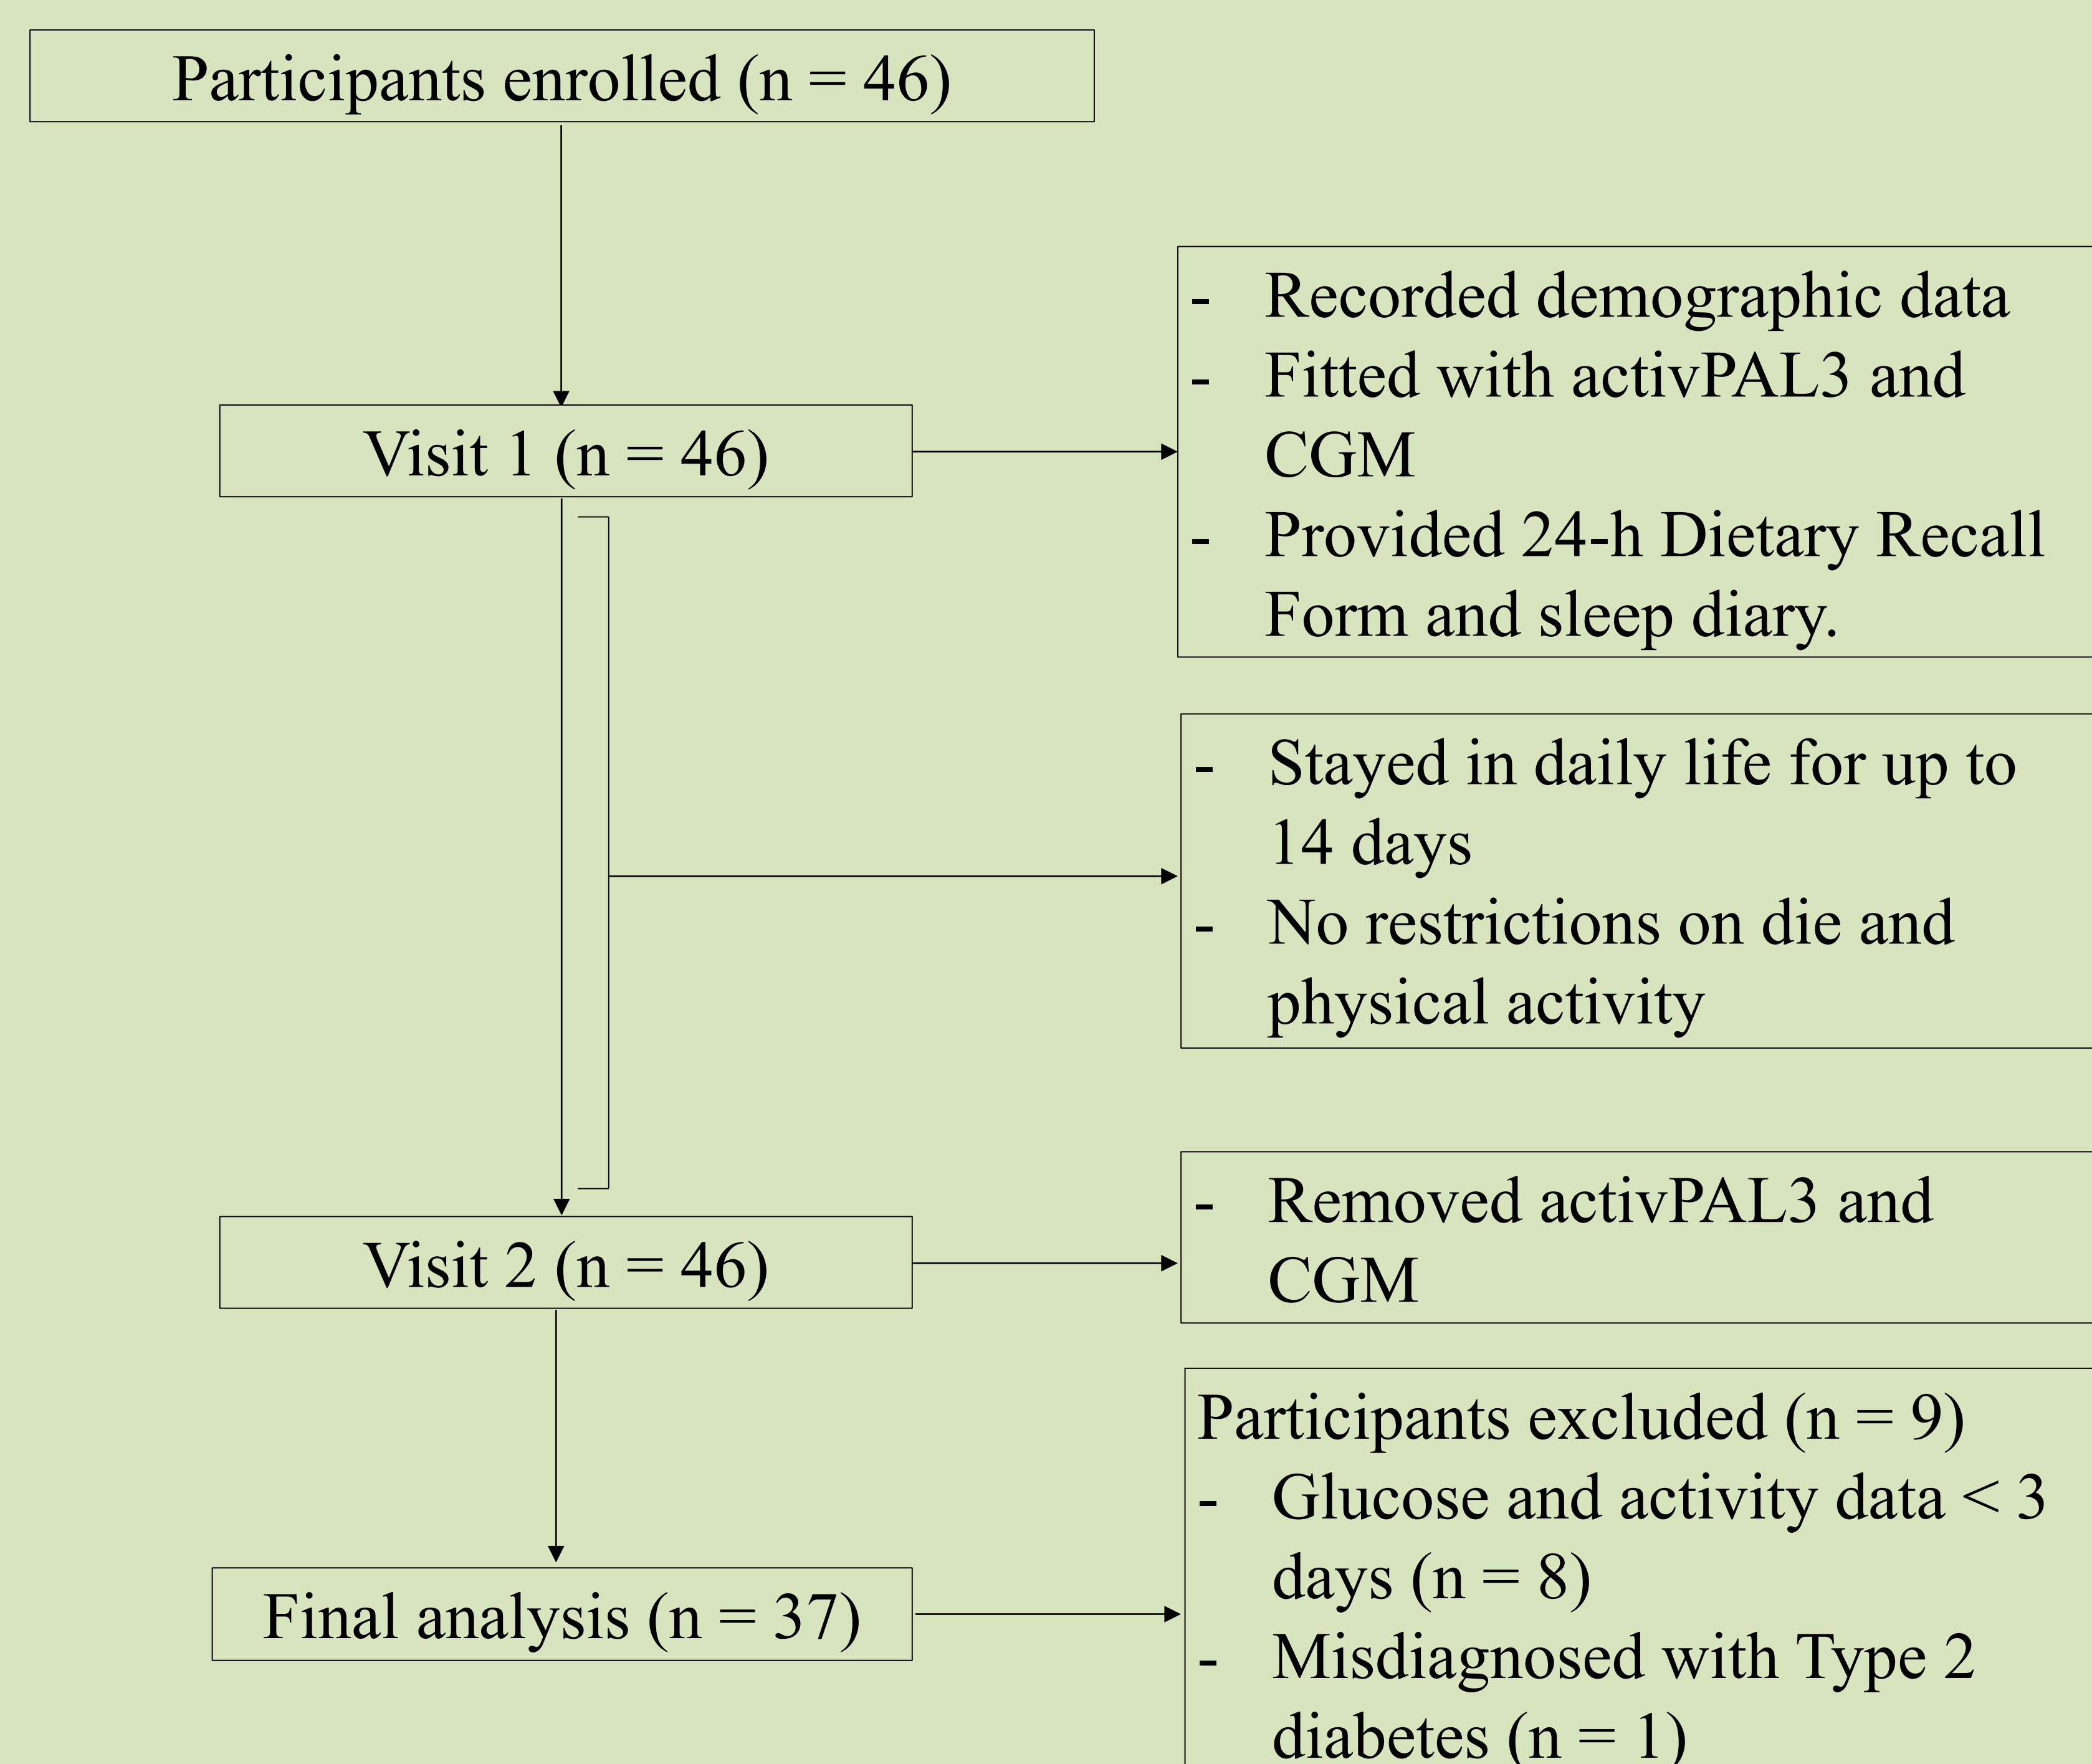 Participants enrolled (n = 46)
Visit 1 (n = 46)
- Recorded demographic data
- Fitted with activPAL3 and
CGM
- Provided 24-h Dietary Recall
Form and sleep diary.
- Stayed in daily life for up to
14 days
- No restrictions on die and
physical activity
Visit 2 (n = 46)
- Removed activPAL3 and
CGM
Final analysis (n = 37)
Participants excluded (n = 9)
- Glucose and activity data < 3
days (n = 8)
- Misdiagnosed with Type 2
diabetes (n = 1)